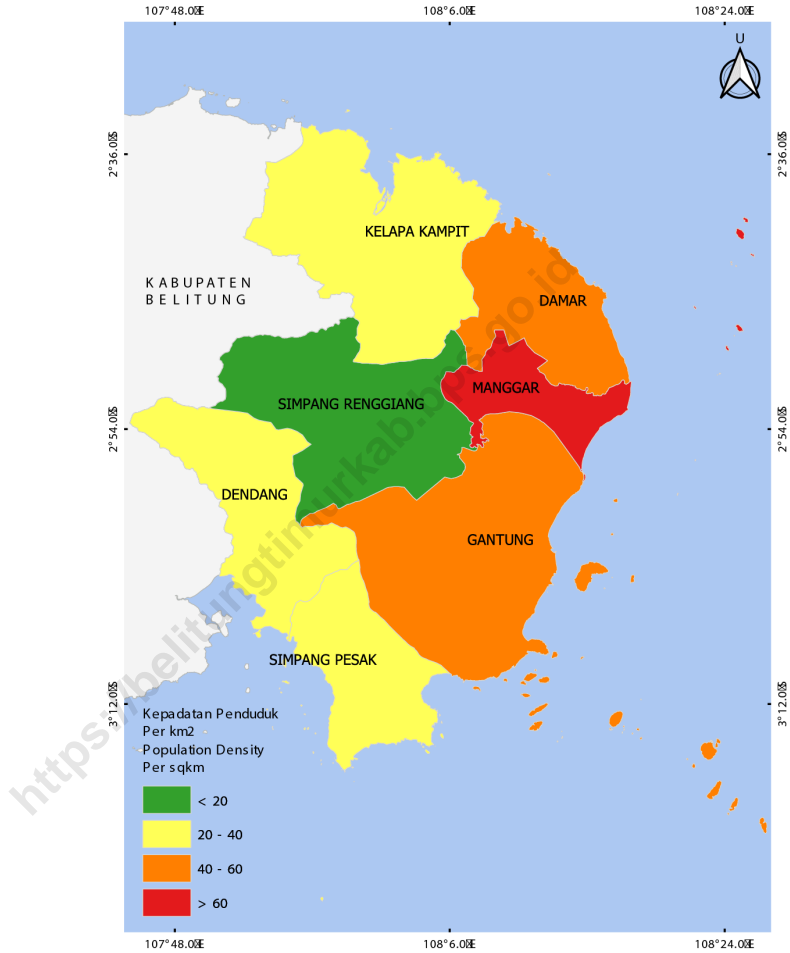 107°48.0'E
108°6.0'E
108°24.0'E
U
2°36.0'S
2°36.0'S
KELAPA KAMPIT
KABUPATEN
BELITUNG
DAMAR
MANGGAR
SIMPANG RENGGIANG
2°54.0'S
2°54.0'S
DENDANG
GANTUNG
SIMPANG PESAK
3°12.0'S
3°12.0'S
Kepadatan Penduduk
Per km2
Population Density
Per sqkm
< 20
20 - 40
40 - 60
> 60
107°48.0'E
108°6.0'E
108°24.0'E
https://belitungtimurkab.bps.go.id